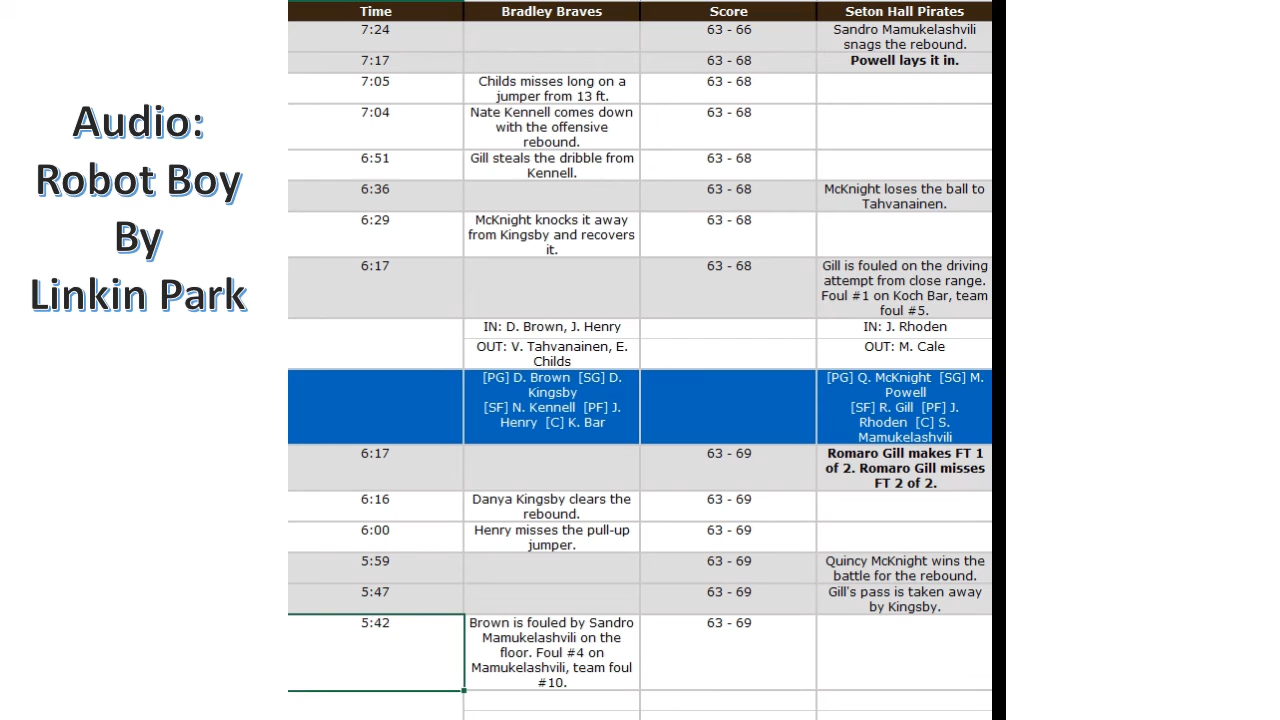 Audio:
Robot Boy
By
Linkin Park
Time Bradley Braves Score Seton Hall Pirates
7:24 63 - 66 Sandro Mamukelashvili
snags the rebound.
7:17 63 - 68 Powell lays it in.
7:05 Childs misses long on a 63 - 68
jumper from 13 ft.
7:04 Nate Kennell comes down 63 - 68
with the offensive
rebound.
6:51 Gill steals the dribble from 63 - 68
Kennell.
6:36 63 - 68 McKnight loses the ball to
Tahvanainen.
6:29 McKnight knocks it away 63 - 68
from Kingsby and recovers
it.
6:17 63 - 68 Gill is fouled on the driving
attempt from close range.
Foul #1 on Koch Bar, team
foul #5.
IN: D. Brown, J. Henry IN: J. Rhoden
OUT: V. Tahvanainen, E. OUT: M. Cale
Childs
[PG] D. Brown [SG] D. [PG] Q. McKnight [SG] M.
Kingsby Powell
[SF] N. Kennell [PF] J. [SF] R. Gill [PF] J.
Henry [C] K. Bar Rhoden [C] S.
Mamukelashvili
6:17 63 - 69 Romaro Gill makes FT 1
of 2. Romaro Gill misses
FT 2 of 2.
6:16 Danya Kingsby clears the 63 - 69
rebound.
6:00 Henry misses the pull-up 63 - 69
jumper.
5:59 63 - 69 Quincy McKnight wins the
battle for the rebound.
5:47 63 - 69 Gill's pass is taken away
by Kingsby.
5:42 Brown is fouled by Sandro 63 - 69
Mamukelashvili on the
floor. Foul #4 on
Mamukelashvili, team foul
#10.